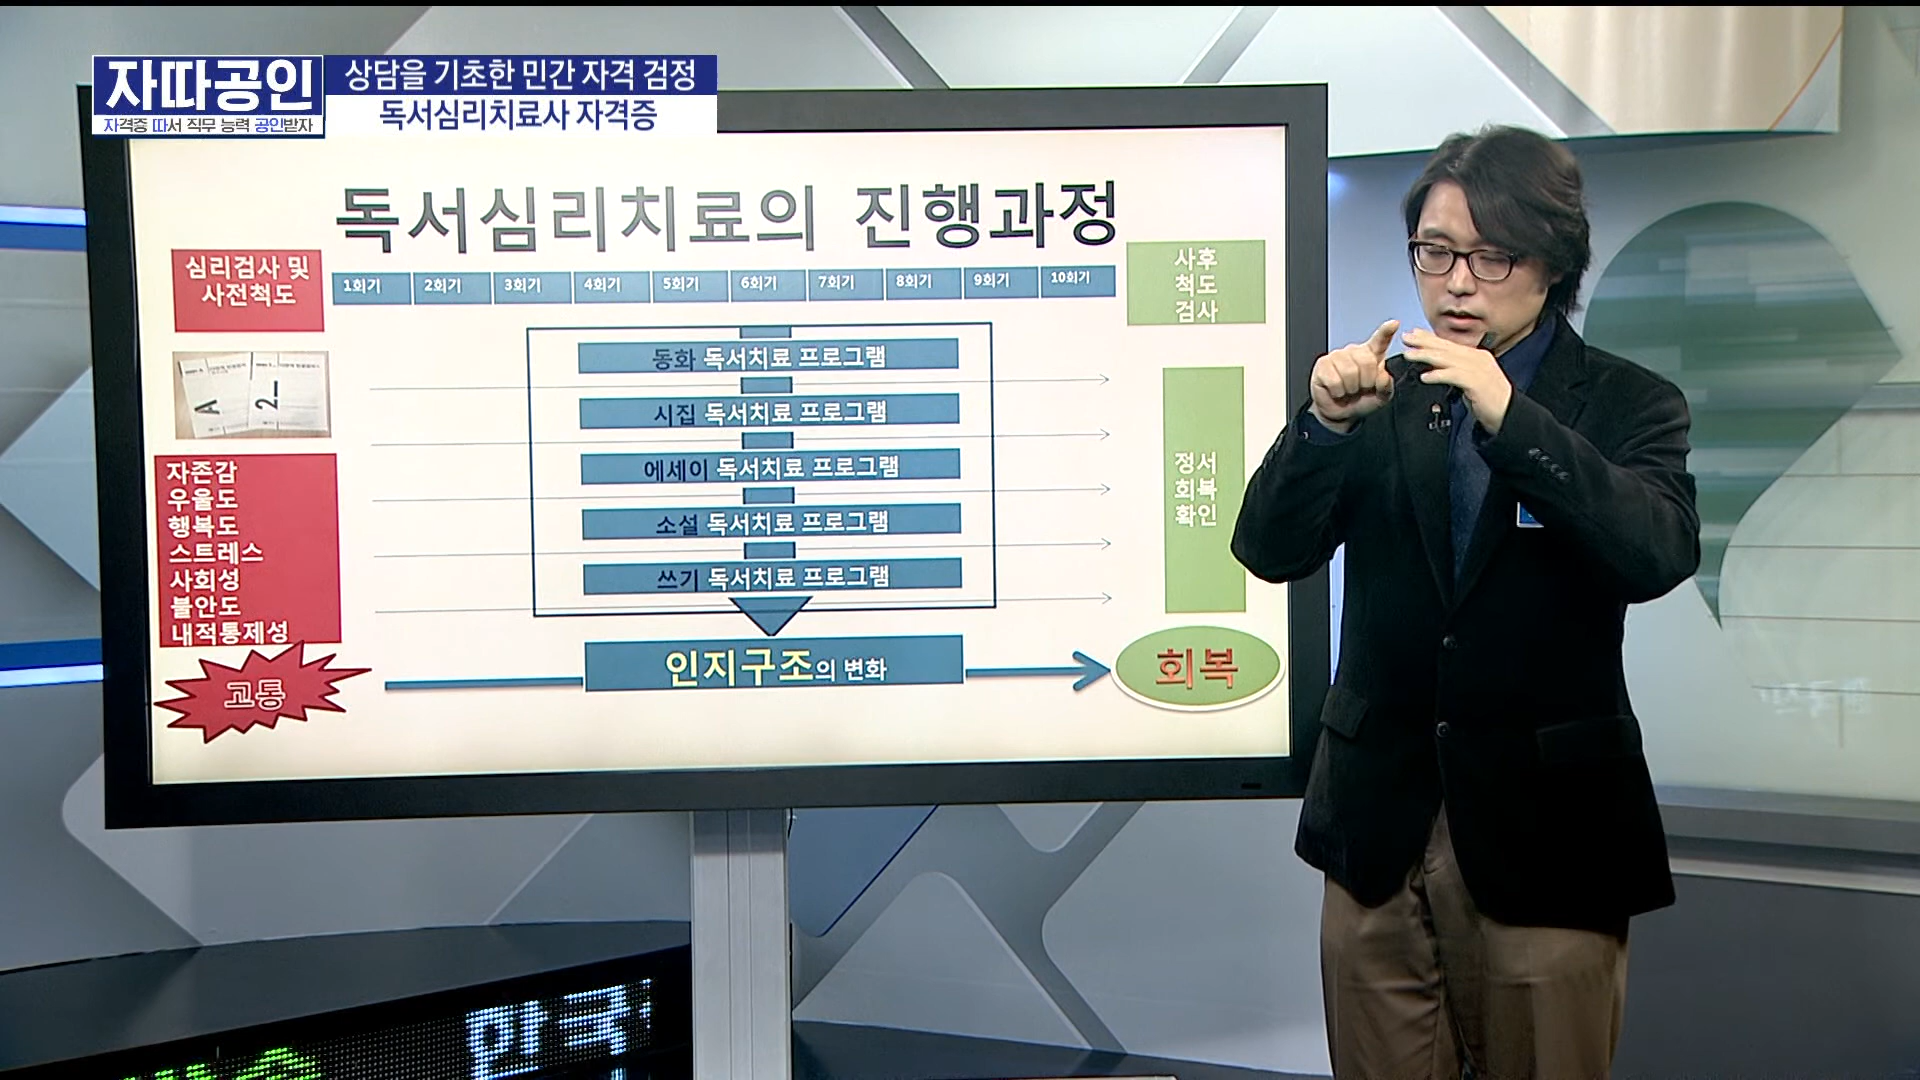 자따공인
자격증 따서 직무 능력 공인받자
상담을 기초한 민간 자격 검정
독서심리치료사 자격증
독서심리치료의 진행과정
심리검사 및
사전척도
1회기 2회기 3회기 4회기 5회기 6회기 7회기 8회기 9회기 10회기
사후
척도
검사
동화 독서치료 프로그램
시집 독서치료 프로그램
에세이 독서치료 프로그램
소설 독서치료 프로그램
쓰기 독서치료 프로그램
A
2
자존감
우울도
행복도
스트레스
사회성
불안도
내적통제성
정서
회복
확인
고통
인지구조의 변화
회복